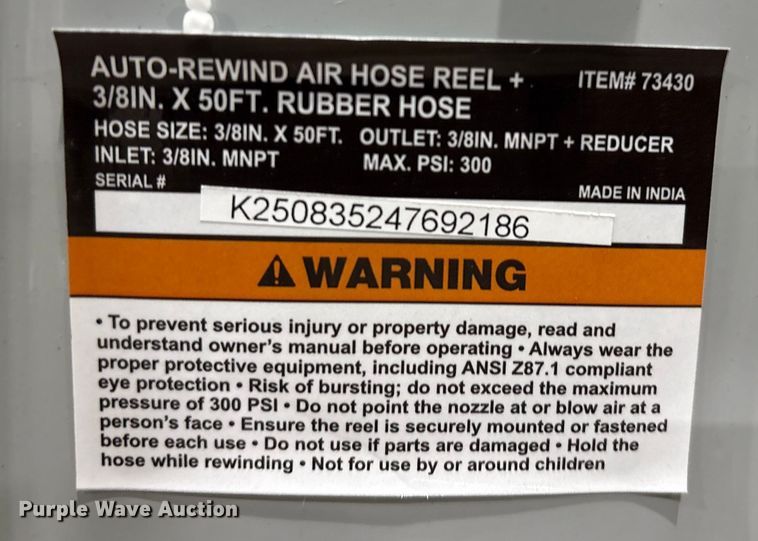 AUTO-REWIND AIR HOSE REEL + ITEM# 73430
3/8IN. X 50FT. RUBBER HOSE
HOSE SIZE: 3/8IN. X 50FT. OUTLET: 3/8IN. MNPT + REDUCER
INLET: 3/8IN. MNPT MAX. PSI: 300
SERIAL # MADE IN INDIA
K250835247692186
⚠WARNING
• To prevent serious injury or property damage, read and
understand owner's manual before operating • Always wear the
proper protective equipment, including ANSI Z87.1 compliant
eye protection • Risk of bursting; do not exceed the maximum
pressure of 300 PSI • Do not point the nozzle at or blow air at a
person's face • Ensure the reel is securely mounted or fastened
before each use • Do not use if parts are damaged • Hold the
hose while rewinding • Not for use by or around children
Purple Wave Auction